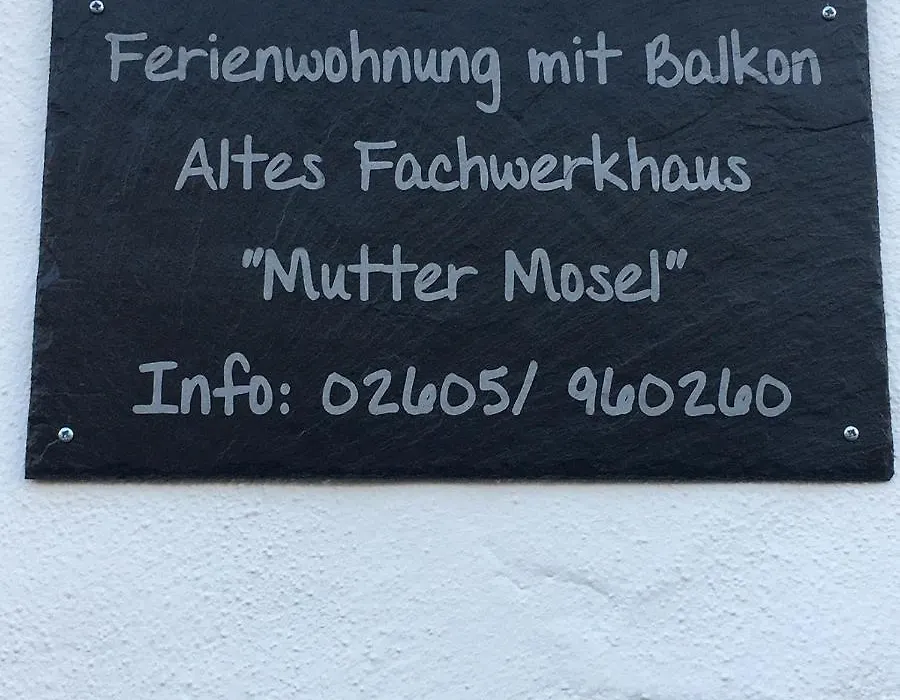 Ferienwohnung mit Balkon
Altes Fachwerkhaus
"Mutter Mosel"
Info: 02605/ 960260